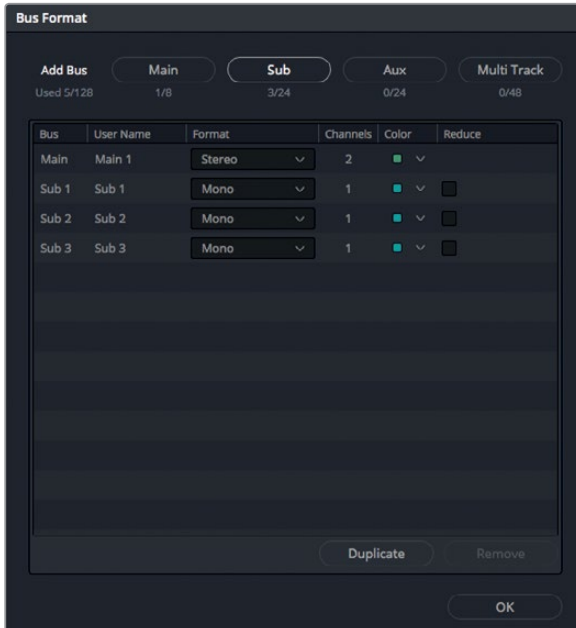 Bus Format
Add Bus Main Sub Aux Multi Track
Used 5/128 1/8 3/24 0/24 0/48
Bus User Name Format Channels Color Reduce
Main Main 1 Stereo 2
Sub 1 Sub 1 Mono 1
Sub 2 Sub 2 Mono 1
Sub 3 Sub 3 Mono 1
Duplicate Remove
OK